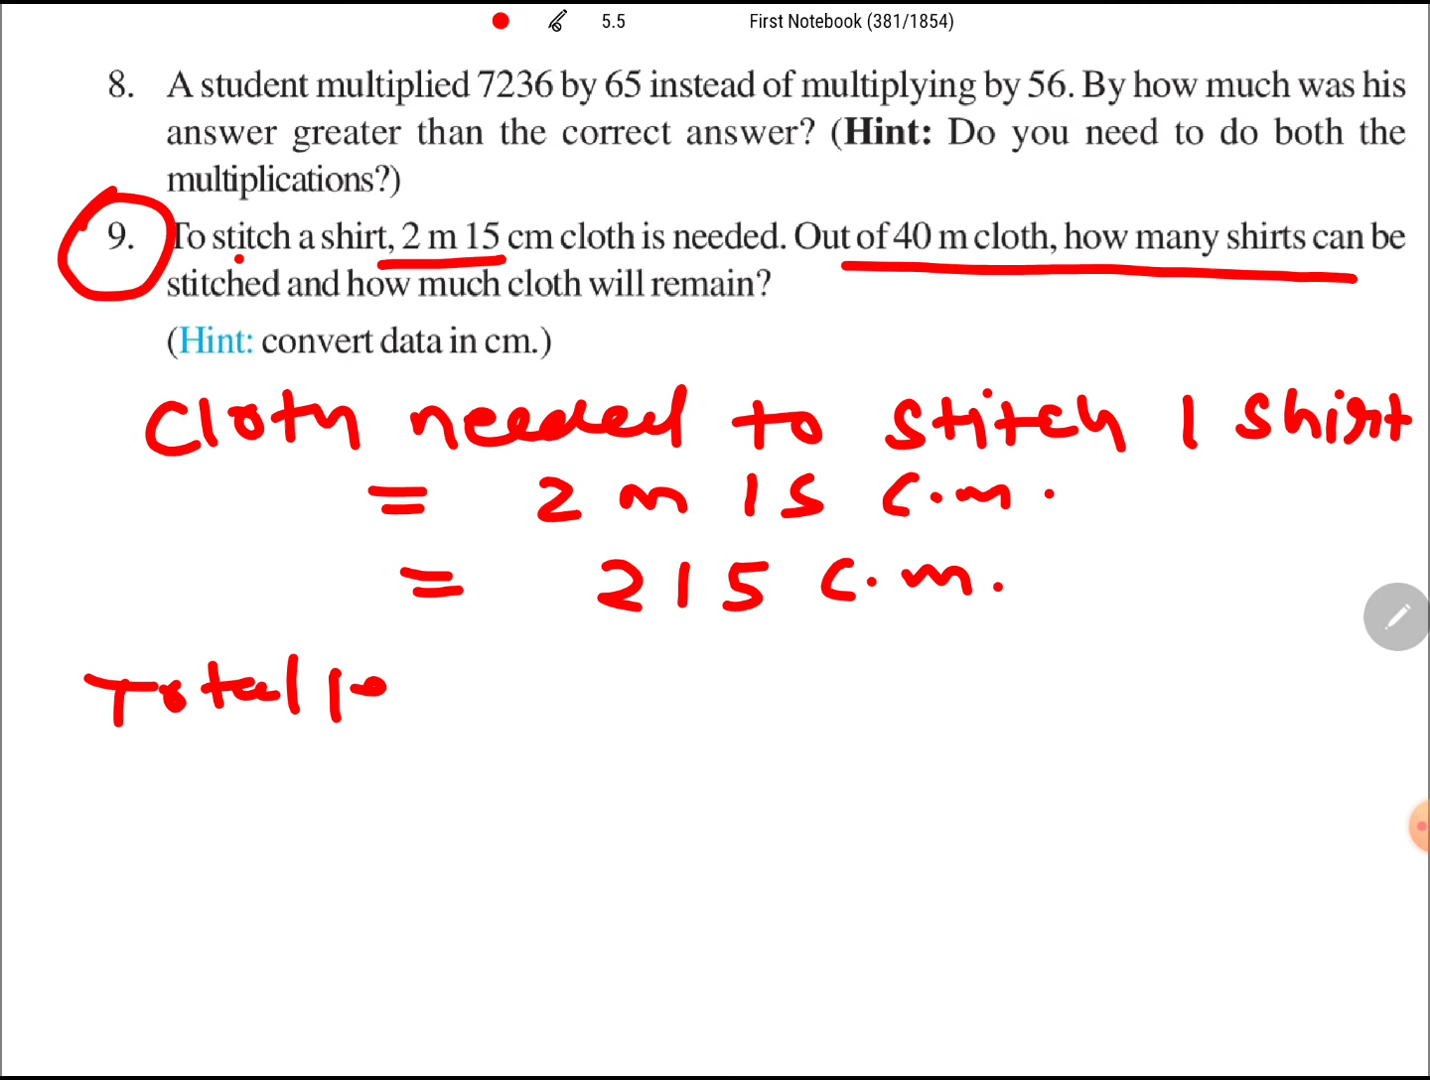 5.5 First Notebook (381/1854)
8. A student multiplied 7236 by 65 instead of multiplying by 56. By how much was his
answer greater than the correct answer? (Hint: Do you need to do both the
multiplications?)
9. To stitch a shirt, 2 m 15 cm cloth is needed. Out of 40 m cloth, how many shirts can be
stitched and how much cloth will remain?
(Hint: convert data in cm.)
Cloth needed to stitch 1 shirt
= 2 m 15 c.m.
= 215 c.m.
Total